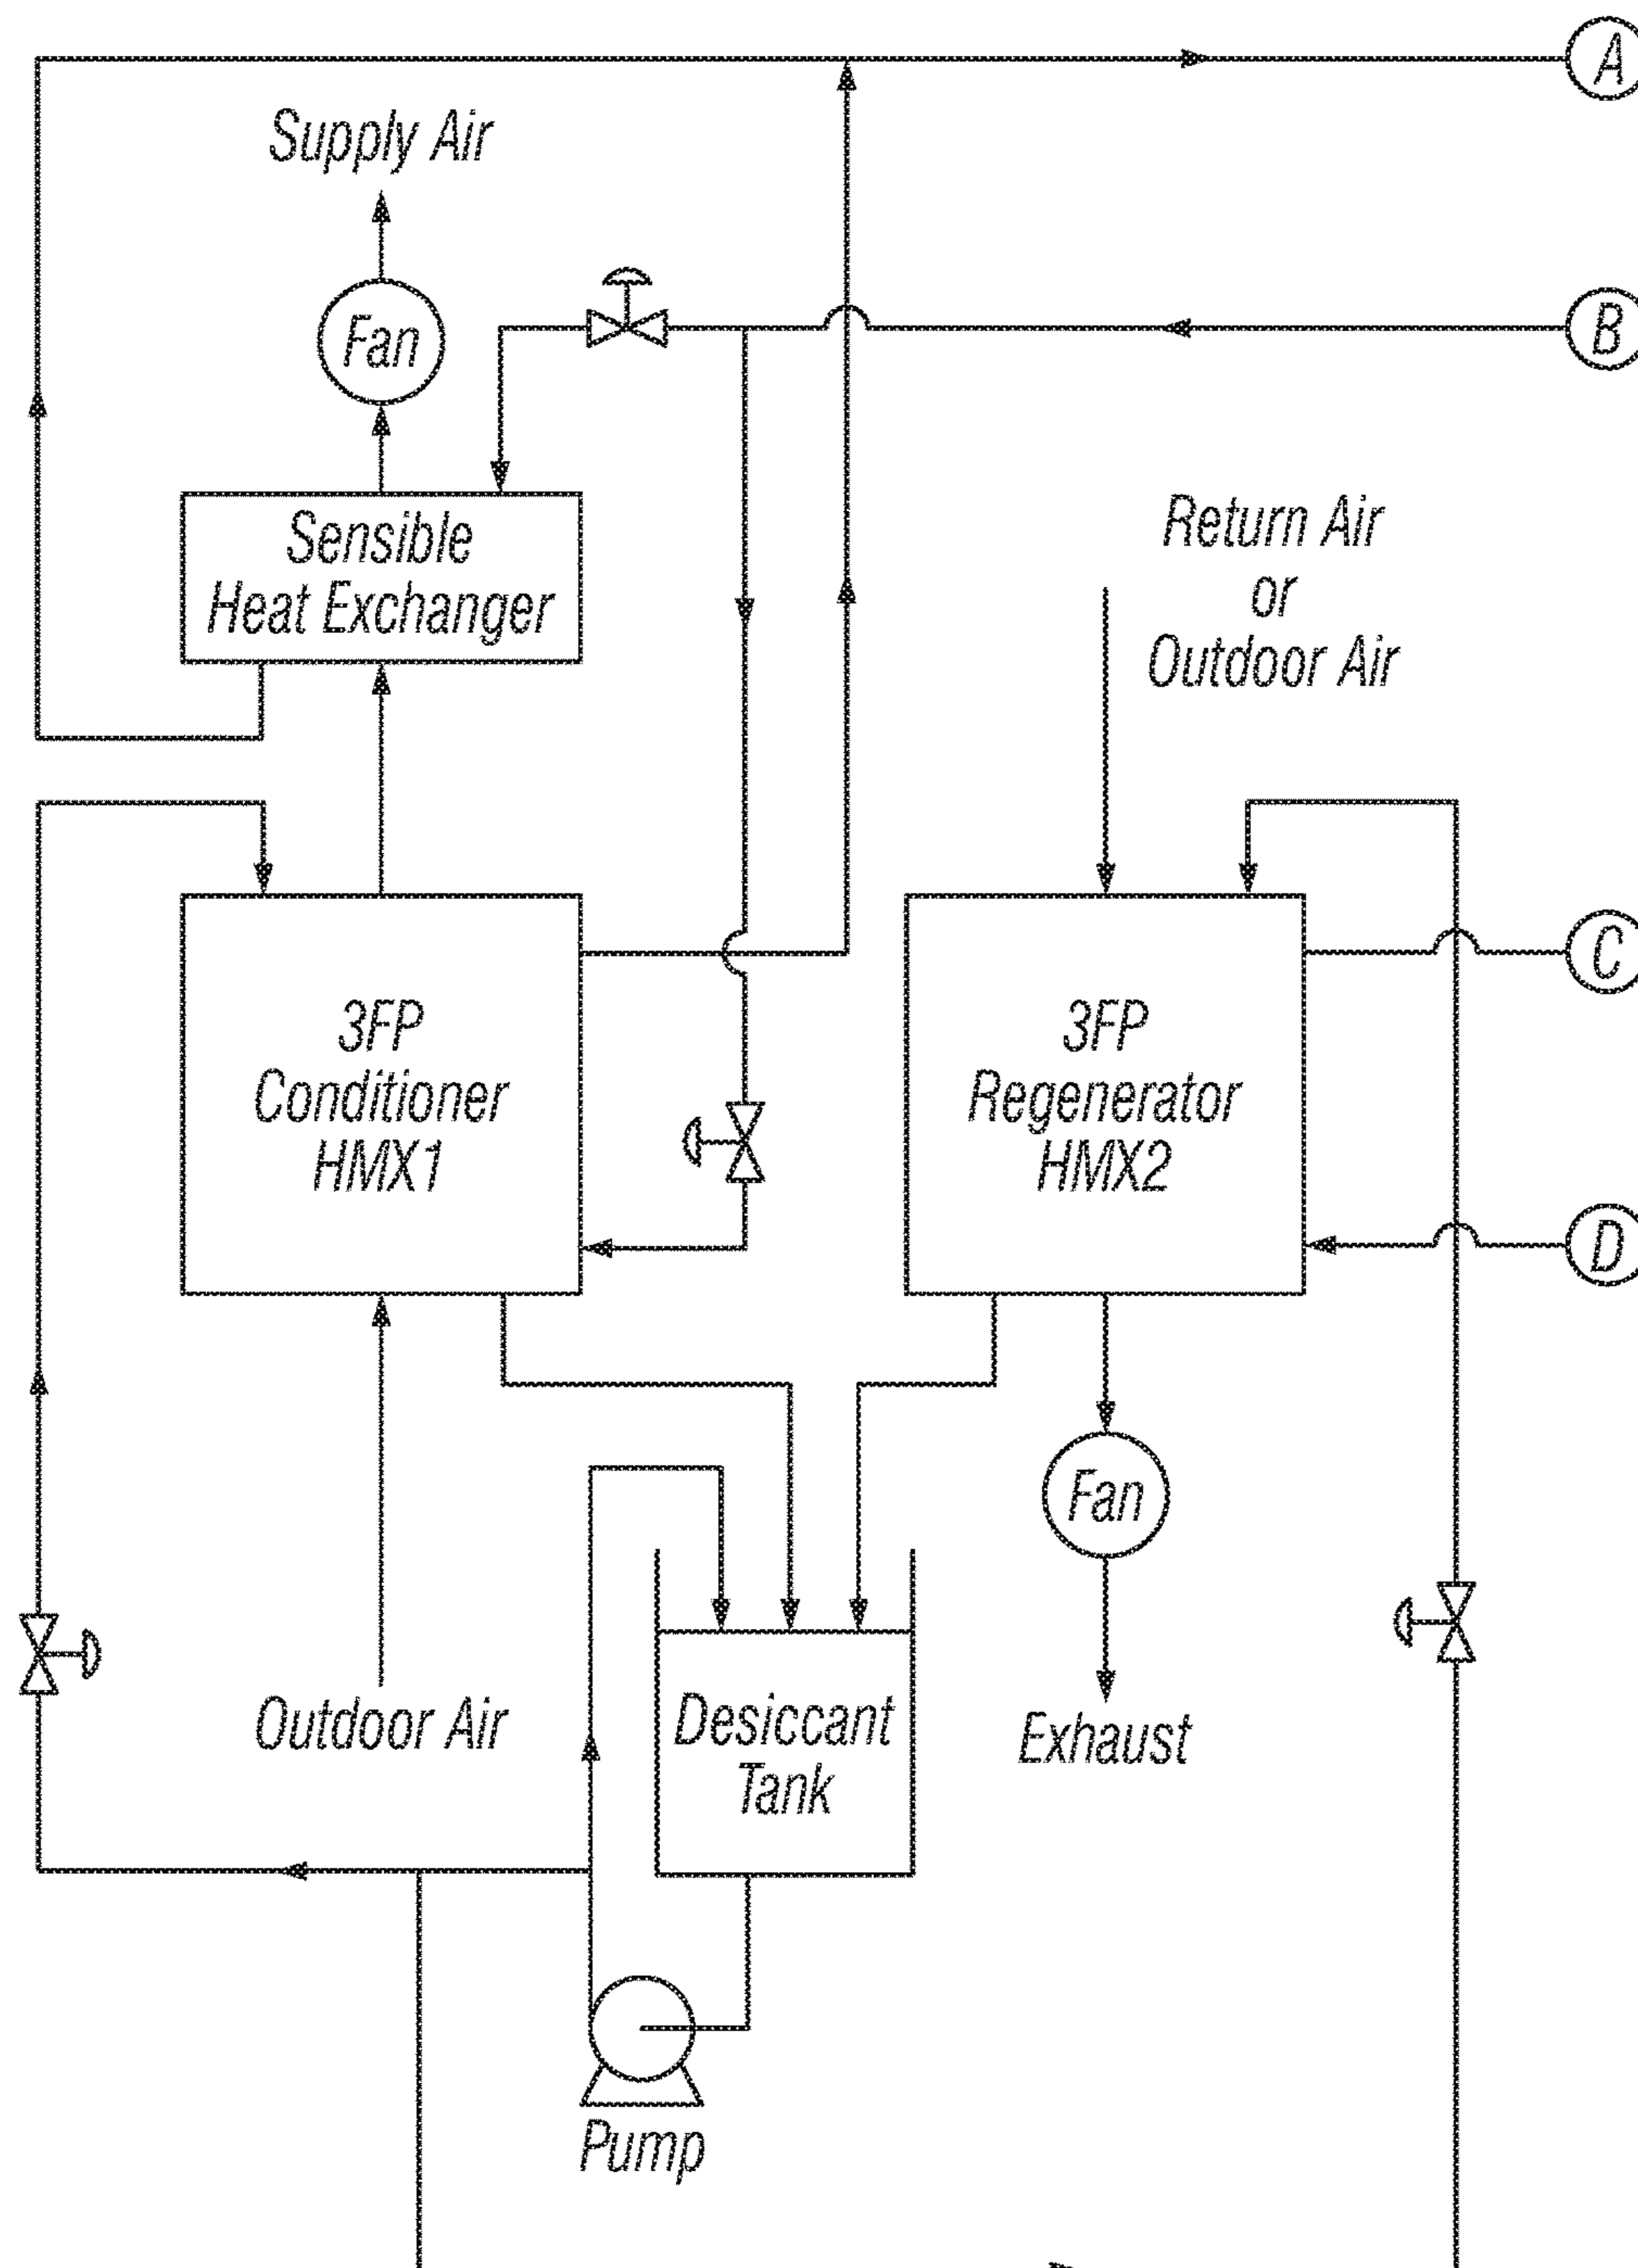 A
Supply Air
Fan
B
Sensible
Heat Exchanger
Return Air
or
Outdoor Air
C
3FP
Conditioner
HMX1
3FP
Regenerator
HMX2
D
Fan
Outdoor Air
Desiccant
Tank
Exhaust
Pump